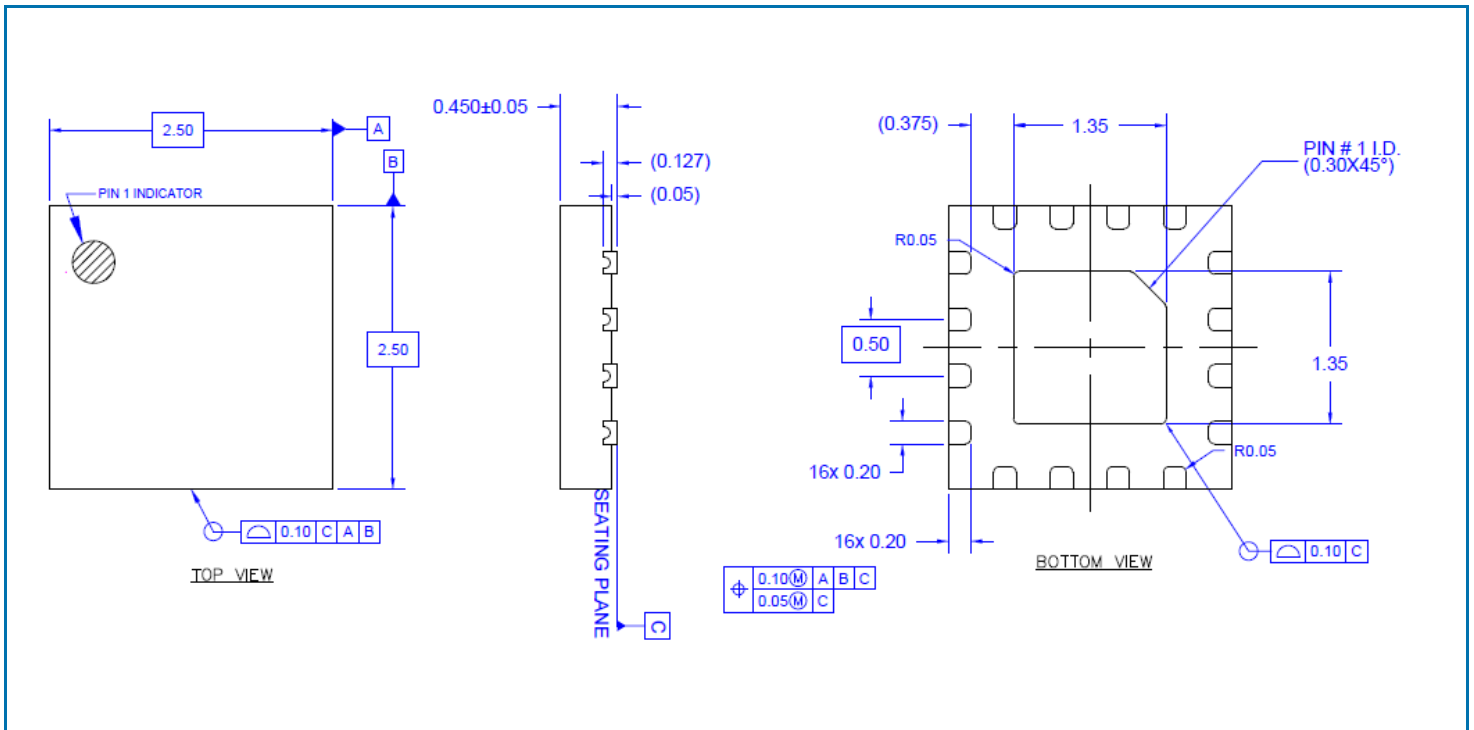 2.50
A
B
PIN 1 INDICATOR
2.50
0.10 C A B
TOP VIEW
0.450±0.05
(0.127)
(0.05)
SEATING PLANE
C
(0.375)
1.35
PIN # 1 I.D.
(0.30X45°)
R0.05
0.50
1.35
16x 0.20
R0.05
16x 0.20
0.10Ⓜ A B C
0.05Ⓜ C
BOTTOM VIEW
0.10 C